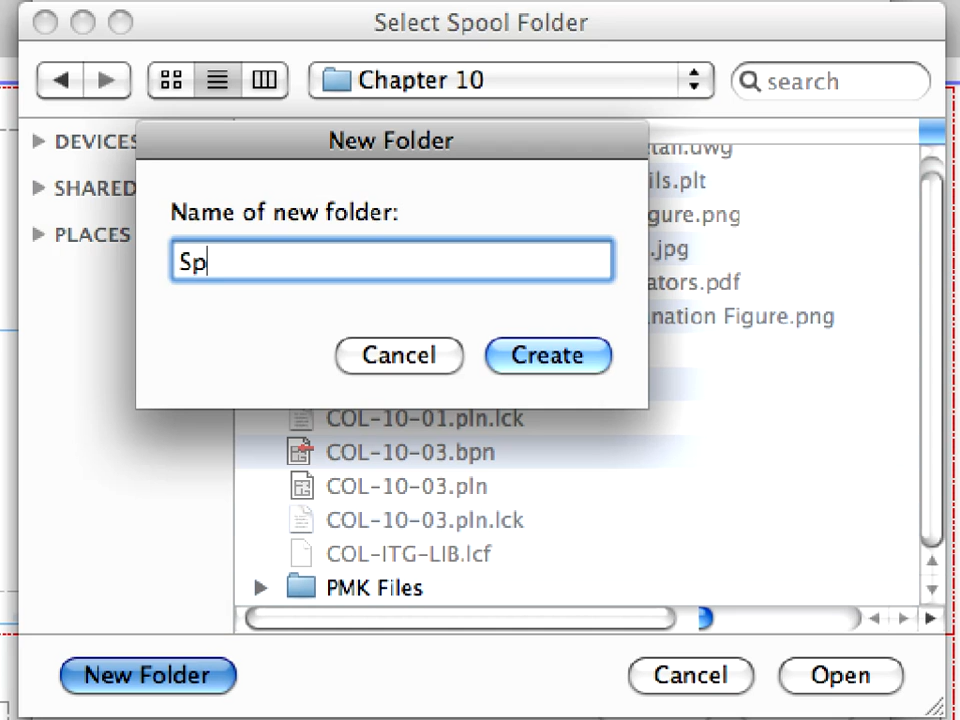 Select Spool Folder
Chapter 10
search
DEVICES
SHARED
PLACES
New Folder
Name of new folder:
Sp
Cancel
Create
ils.plt
gure.png
.jpg
ators.pdf
nation Figure.png
COL-10-01.pln.lck
COL-10-03.bpn
COL-10-03.pln
COL-10-03.pln.lck
COL-ITG-LIB.lcf
PMK Files
New Folder
Cancel
Open